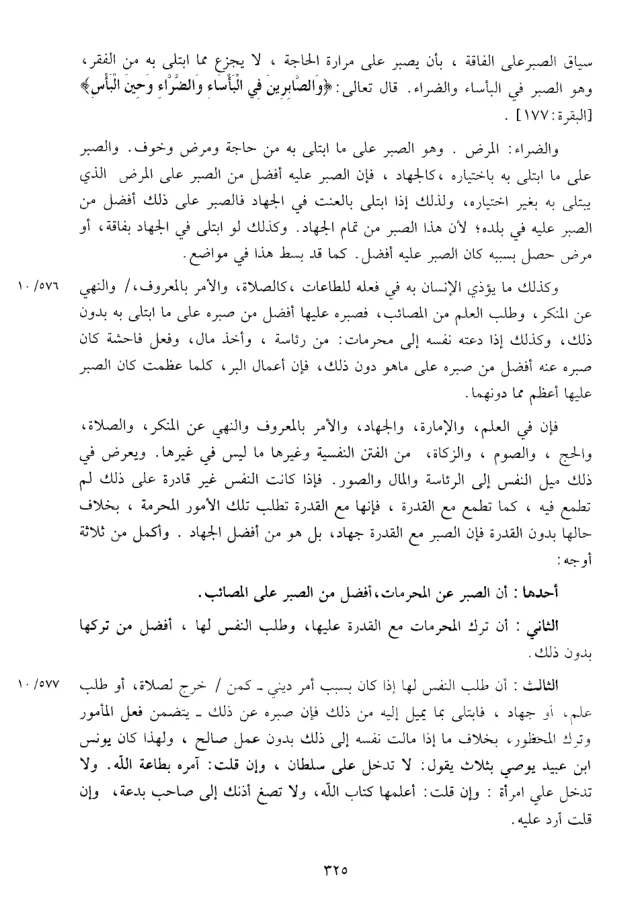 سياق الصبر على الفاقة ، بأن يصبر على مرارة الحاجة ، لا يجزع مما ابتلى به من الفقر،
وهو الصبر في البأساء والضراء. قال تعالى: ﴿وَالصَّابِرِينَ فِي الْبَأْسَاءِ وَالضَّرَّاءِ وَحِينَ الْبَأْسِ﴾
[البقرة: ١٧٧] .
والضراء: المرض . وهو الصبر على ما ابتلى به من حاجة ومرض وخوف. والصبر
على ما ابتلى به باختياره ،كالجهاد ، فإن الصبر عليه أفضل من الصبر على المرض الذي
يبتلى به بغير اختياره، ولذلك إذا ابتلى بالعنت في الجهاد فالصبر على ذلك أفضل من
الصبر عليه في بلده؛ لأن هذا الصبر من تمام الجهاد. وكذلك لو ابتلى في الجهاد بفاقة، أو
مرض حصل بسببه كان الصبر عليه أفضل. كما قد بسط هذا في مواضع.
وكذلك ما يؤذي الإنسان به في فعله للطاعات ،كالصلاة، والأمر بالمعروف،/ والنهي ١٠/٥٧٦
عن المنكر، وطلب العلم من المصائب، فصبره عليها أفضل من صبره على ما ابتلى به بدون
ذلك، وكذلك إذا دعته نفسه إلى محرمات: من رئاسة ، وأخذ مال، وفعل فاحشة كان
صبره عنه أفضل من صبره على ماهو دون ذلك، فإن أعمال البر، كلما عظمت كان الصبر
عليها أعظم مما دونهما.
فإن في العلم، والإمارة، والجهاد، والأمر بالمعروف والنهي عن المنكر، والصلاة،
والحج ، والصوم ، والزكاة، من الفتن النفسية وغيرها ما ليس في غيرها. ويعرض في
ذلك ميل النفس إلى الرئاسة والمال والصور. فإذا كانت النفس غير قادرة على ذلك لم
تطمع فيه ، كما تطمع مع القدرة ، فإنها مع القدرة تطلب تلك الأمور المحرمة ، بخلاف
حالها بدون القدرة فإن الصبر مع القدرة جهاد، بل هو من أفضل الجهاد . وأكمل من ثلاثة
أوجه:
أحدها : أن الصبر عن المحرمات،أفضل من الصبر على المصائب.
الثاني : أن ترك المحرمات مع القدرة عليها، وطلب النفس لها ، أفضل من تركها
بدون ذلك.
الثالث : أن طلب النفس لها إذا كان بسبب أمر ديني ـ كمن / خرج لصلاة، أو طلب ١٠/٥٧٧
علم، أو جهاد ، فابتلى بما يميل إليه من ذلك فإن صبره عن ذلك ـ يتضمن فعل المأمور
وترك المحظور، بخلاف ما إذا مالت نفسه إلى ذلك بدون عمل صالح ، ولهذا كان يونس
ابن عبيد يوصي بثلاث يقول: لا تدخل على سلطان ، وإن قلت: آمره بطاعة الله. ولا
تدخل علي امرأة : وإن قلت: أعلمها كتاب الله، ولا تصغ أذنك إلى صاحب بدعة، وإن
قلت أرد عليه.
٣٢٥